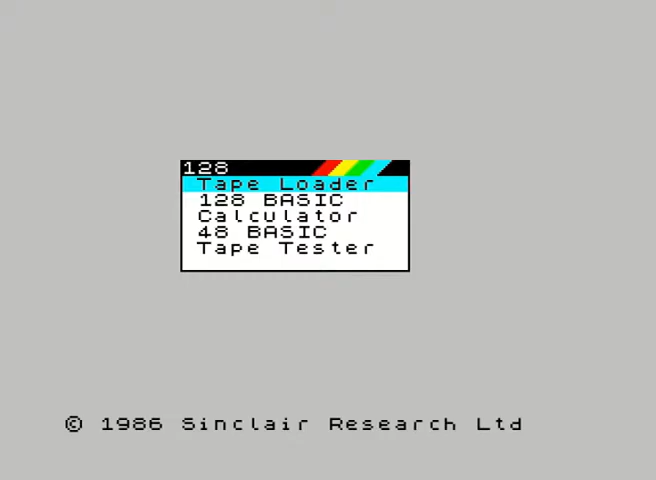 128
Tape Loader
128 BASIC
Calculator
48 BASIC
Tape Tester
© 1986 Sinclair Research Ltd